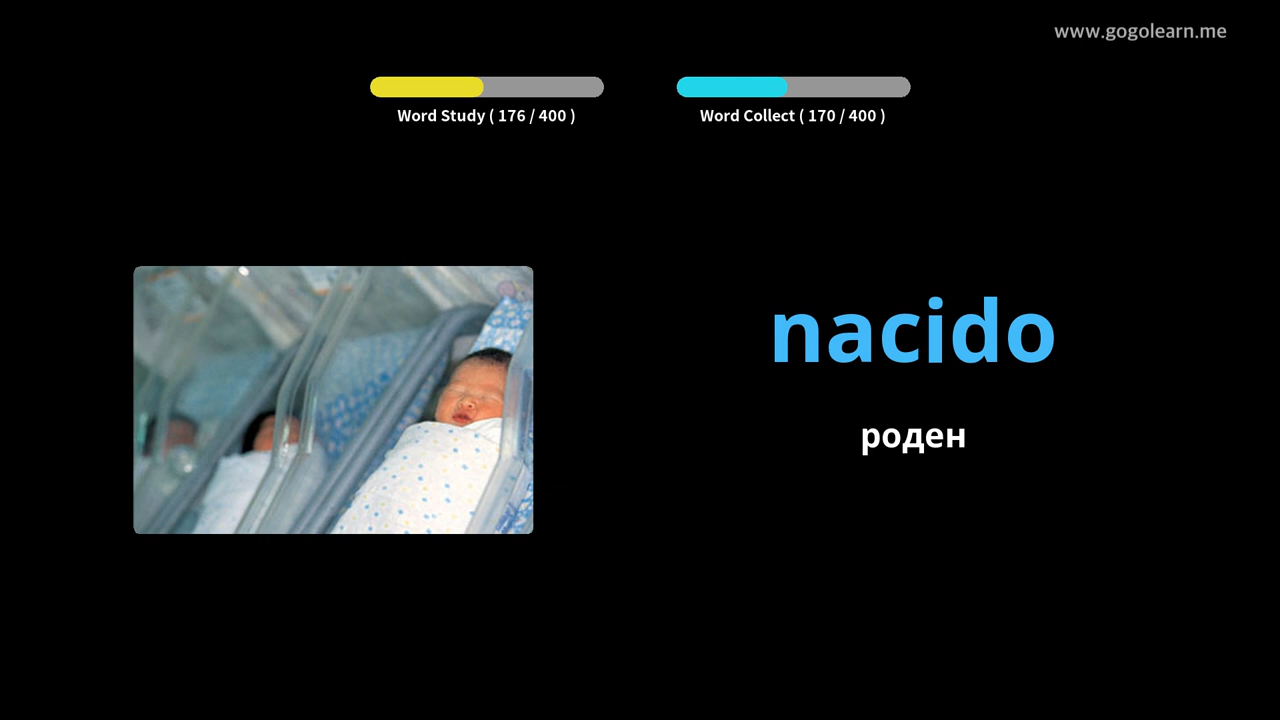 www.gogolearn.me
Word Study ( 176 / 400 )
Word Collect ( 170 / 400 )
nacido
роден